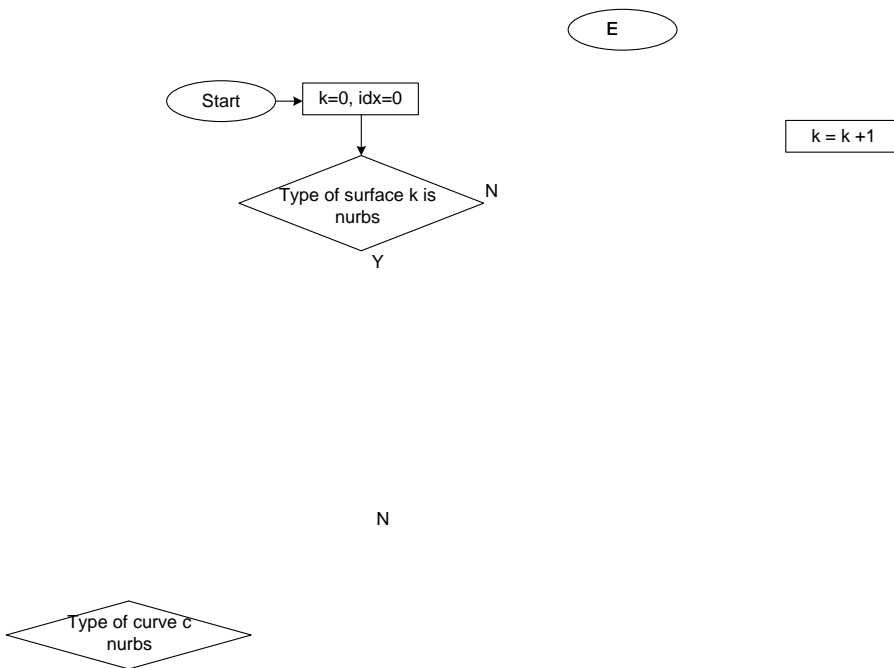 E
Start
k=0, idx=0
k = k +1
Type of surface k is
nurbs
N
Y
N
Type of curve c
nurbs